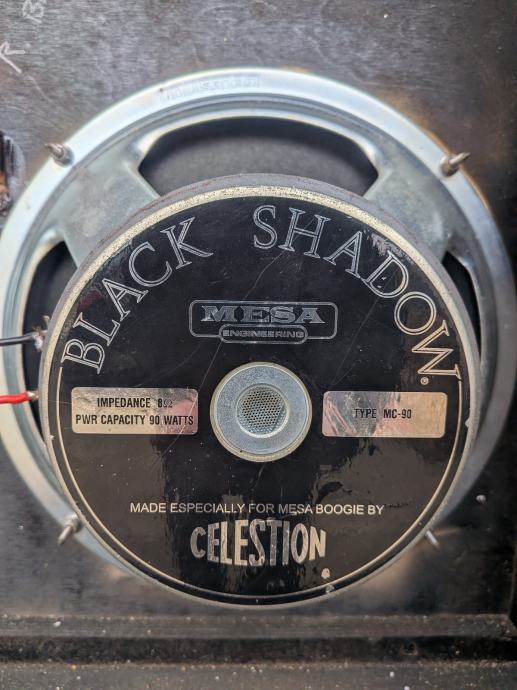 BLACK SHADOW
MESA
ENGINEERING
IMPEDANCE 8Ω
PWR CAPACITY 90 WATTS
TYPE MC-90
MADE ESPECIALLY FOR MESA BOOGIE BY
CELESTION